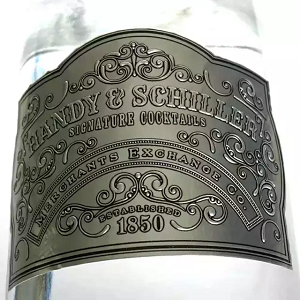 HANDY & SCHILLER
SIGNATURE COCKTAILS
MERCHANTS EXCHANGE CO.
ESTABLISHED
1850